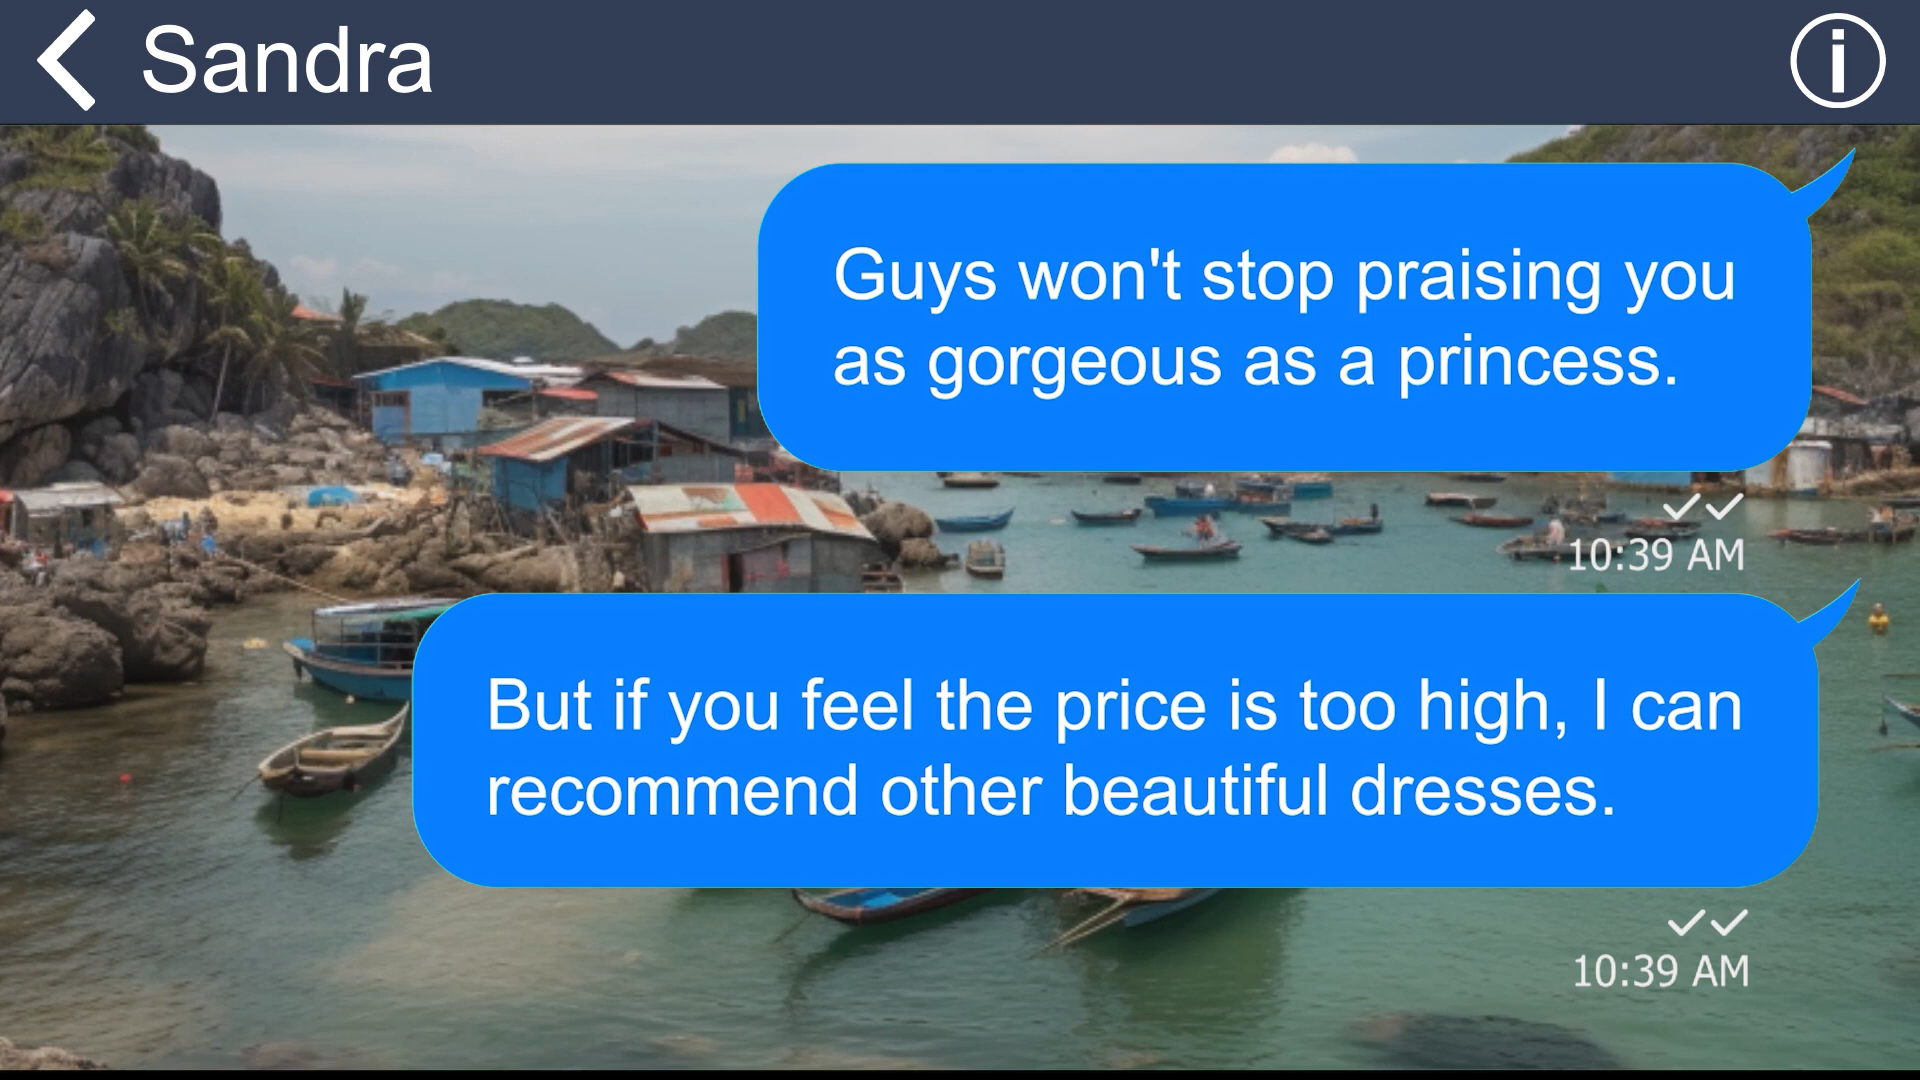 Sandra
Guys won't stop praising you
as gorgeous as a princess.
10:39 AM
But if you feel the price is too high, I can
recommend other beautiful dresses.
10:39 AM